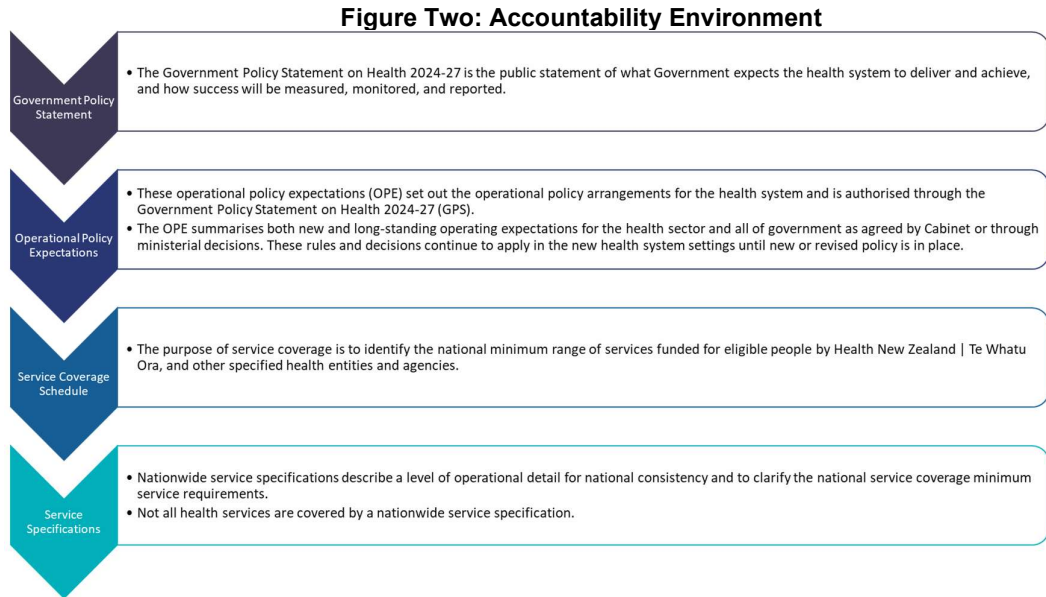 Figure Two: Accountability Environment
Government Policy
Statement
• The Government Policy Statement on Health 2024-27 is the public statement of what Government expects the health system to deliver and achieve,
and how success will be measured, monitored, and reported.
Operational Policy
Expectations
• These operational policy expectations (OPE) set out the operational policy arrangements for the health system and is authorised through the
Government Policy Statement on Health 2024-27 (GPS).
• The OPE summarises both new and long-standing operating expectations for the health sector and all of government as agreed by Cabinet or through
ministerial decisions. These rules and decisions continue to apply in the new health system settings until new or revised policy is in place.
Service Coverage
Schedule
• The purpose of service coverage is to identify the national minimum range of services funded for eligible people by Health New Zealand | Te Whatu
Ora, and other specified health entities and agencies.
Service
Specifications
• Nationwide service specifications describe a level of operational detail for national consistency and to clarify the national service coverage minimum
service requirements.
• Not all health services are covered by a nationwide service specification.